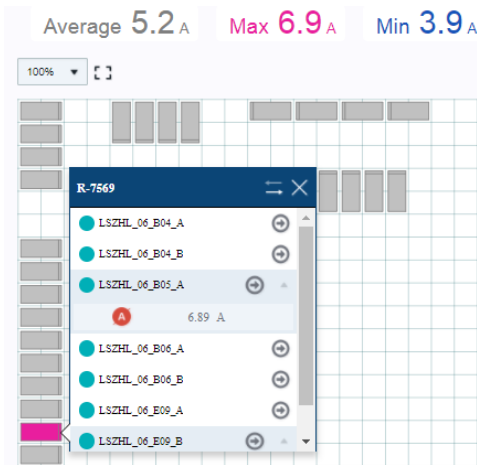 Average 5.2 A Max 6.9 A Min 3.9 A
100%
R-7569
LSZHL_06_B04_A
LSZHL_06_B04_B
LSZHL_06_B05_A
A 6.89 A
LSZHL_06_B06_A
LSZHL_06_B06_B
LSZHL_06_E09_A
LSZHL_06_E09_B